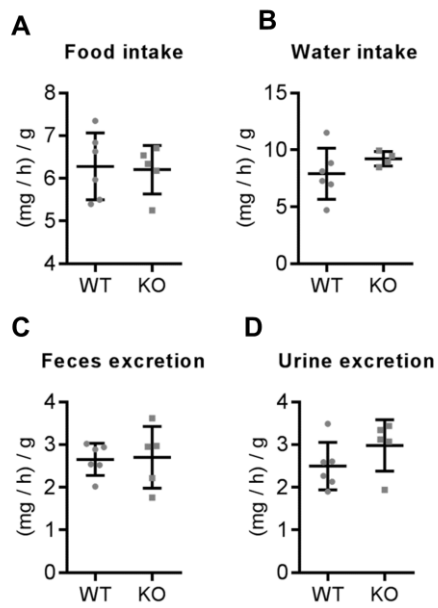 A
Food intake
(mg / h) / g
8
7
6
5
4
WT KO
B
Water intake
(mg / h) / g
15
10
5
0
WT KO
C
Feces excretion
(mg / h) / g
4
3
2
1
0
WT KO
D
Urine excretion
(mg / h) / g
4
3
2
1
0
WT KO